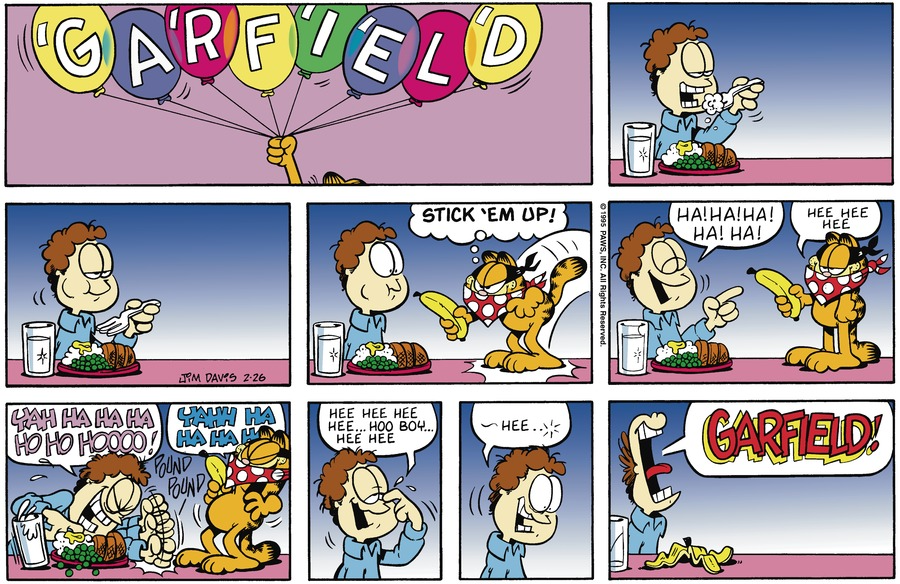 'G'A'R'F'I'E'L'D
JIM DAVIS 2-26
STICK 'EM UP!
© 1995 PAWS, INC. All Rights Reserved.
HA! HA! HA!
HA! HA!
HEE HEE
HEE
YAH HA HA HA
HO HO HOOOO!
YAHH HA
HA HA HA
POUND
POUND
HEE HEE HEE
HEE... HOO BOY...
HEE HEE
HEE..
GARFIELD!